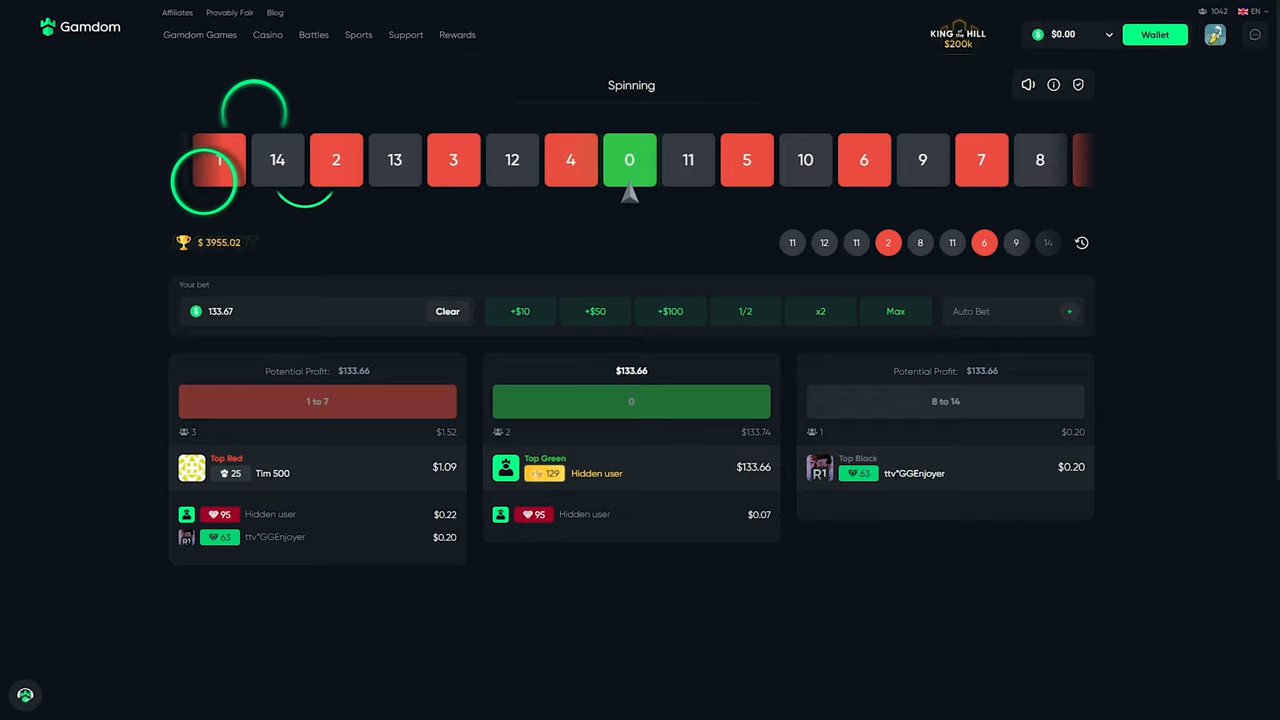 Affiliates Provably Fair Blog
1042 EN
Gamdom
Gamdom Games Casino Battles Sports Support Rewards
KING OF THE HILL
$200k
$0.00
Wallet
Spinning
1 14 2 13 3 12 4 0 11 5 10 6 9 7 8
$ 3955.02
11 12 11 2 8 11 6 9 14
Your bet
133.67 Clear +$10 +$50 +$100 1/2 x2 Max Auto Bet +
Potential Profit: $133.66
1 to 7
3 $1.52
Top Red
25 Tim 500 $1.09
95 Hidden user $0.22
R1 63 ttv*GGEnjoyer $0.20
$133.66
0
2 $133.74
Top Green
129 Hidden user $133.66
95 Hidden user $0.07
Potential Profit: $133.66
8 to 14
1 $0.20
Top Black
R1 63 ttv*GGEnjoyer $0.20